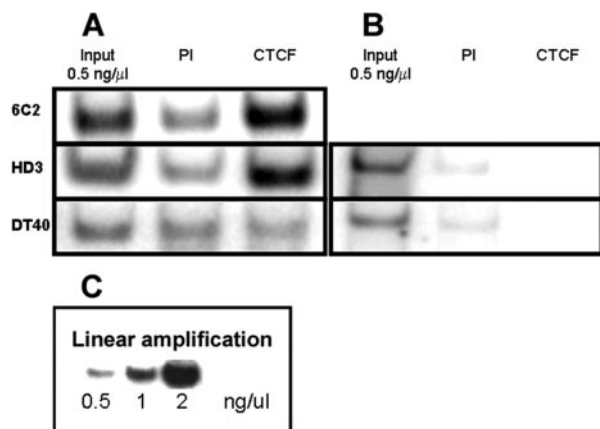 A
B
Input PI CTCF
0.5 ng/µl
Input PI CTCF
0.5 ng/µl
6C2
HD3
DT40
C
Linear amplification
0.5 1 2 ng/ul